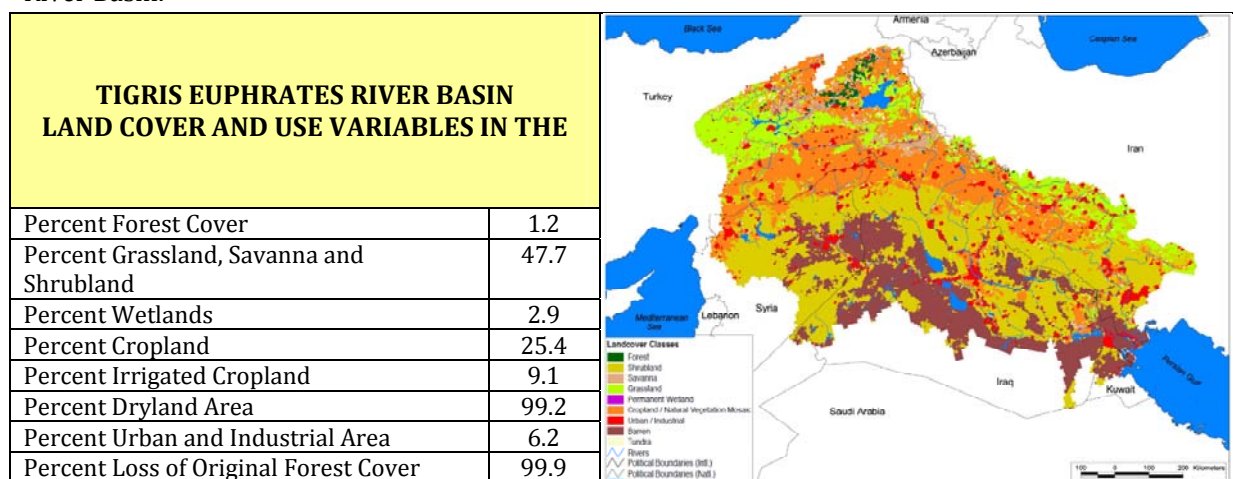 River Basin.
TIGRIS EUPHRATES RIVER BASIN
LAND COVER AND USE VARIABLES IN THE
Percent Forest Cover 1.2
Percent Grassland, Savanna and 47.7
Shrubland
Percent Wetlands 2.9
Percent Cropland 25.4
Percent Irrigated Cropland 9.1
Percent Dryland Area 99.2
Percent Urban and Industrial Area 6.2
Percent Loss of Original Forest Cover 99.9
Armenia
Black Sea
Caspian Sea
Azerbaijan
Turkey
Iran
Syria
Lebanon
Mediterranean
Sea
Iraq
Kuwait
Persian Gulf
Saudi Arabia
Landcover Classes
Forest
Shrubland
Savanna
Grassland
Permanent Wetland
Cropland / Natural Vegetation Mosaic
Urban / Industrial
Barren
Tundra
Rivers
Political Boundaries (Intl.)
Political Boundaries (Natl.)
100 0 100 200 Kilometers